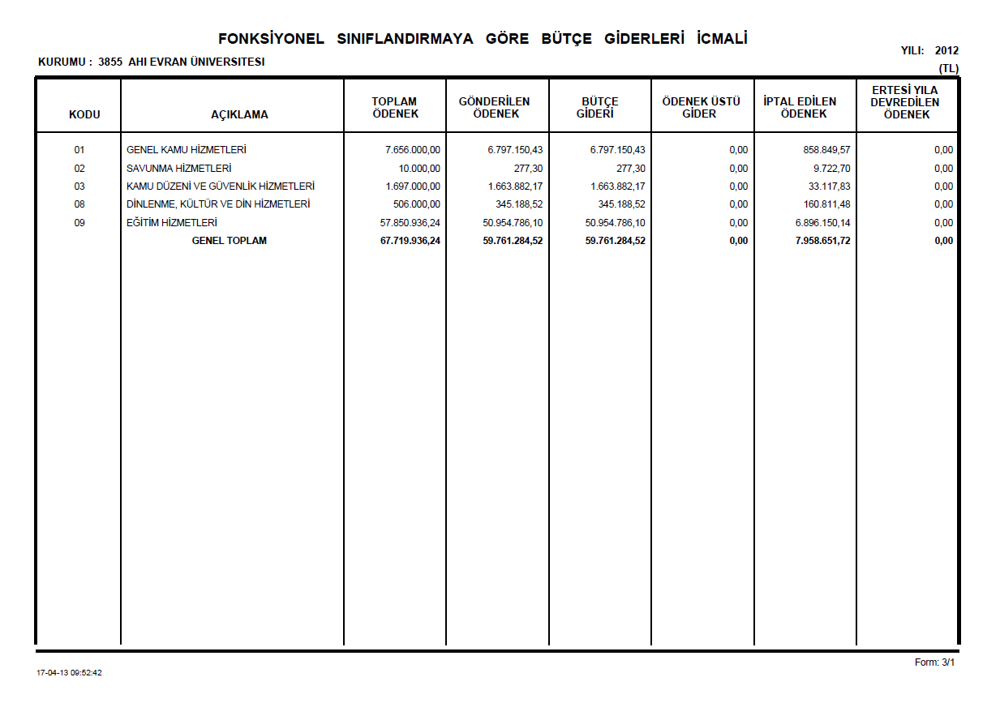 FONKSİYONEL SINIFLANDIRMAYA GÖRE BÜTÇE GİDERLERİ İCMALİ
YILI: 2012
KURUMU : 3855 AHI EVRAN ÜNİVERSITESI
(TL)
KODU AÇIKLAMA TOPLAM ÖDENEK GÖNDERİLEN ÖDENEK BÜTÇE GİDERİ ÖDENEK ÜSTÜ GİDER İPTAL EDİLEN ÖDENEK ERTESİ YILA DEVREDİLEN ÖDENEK
01 GENEL KAMU HİZMETLERİ 7.656.000,00 6.797.150,43 6.797.150,43 0,00 858.849,57 0,00
02 SAVUNMA HİZMETLERİ 10.000,00 277,30 277,30 0,00 9.722,70 0,00
03 KAMU DÜZENİ VE GÜVENLİK HİZMETLERİ 1.697.000,00 1.663.882,17 1.663.882,17 0,00 33.117,83 0,00
08 DİNLENME, KÜLTÜR VE DİN HİZMETLERİ 506.000,00 345.188,52 345.188,52 0,00 160.811,48 0,00
09 EĞİTİM HİZMETLERİ 57.850.936,24 50.954.786,10 50.954.786,10 0,00 6.896.150,14 0,00
GENEL TOPLAM 67.719.936,24 59.761.284,52 59.761.284,52 0,00 7.958.651,72 0,00
Form: 3/1
17-04-13 09:52:42